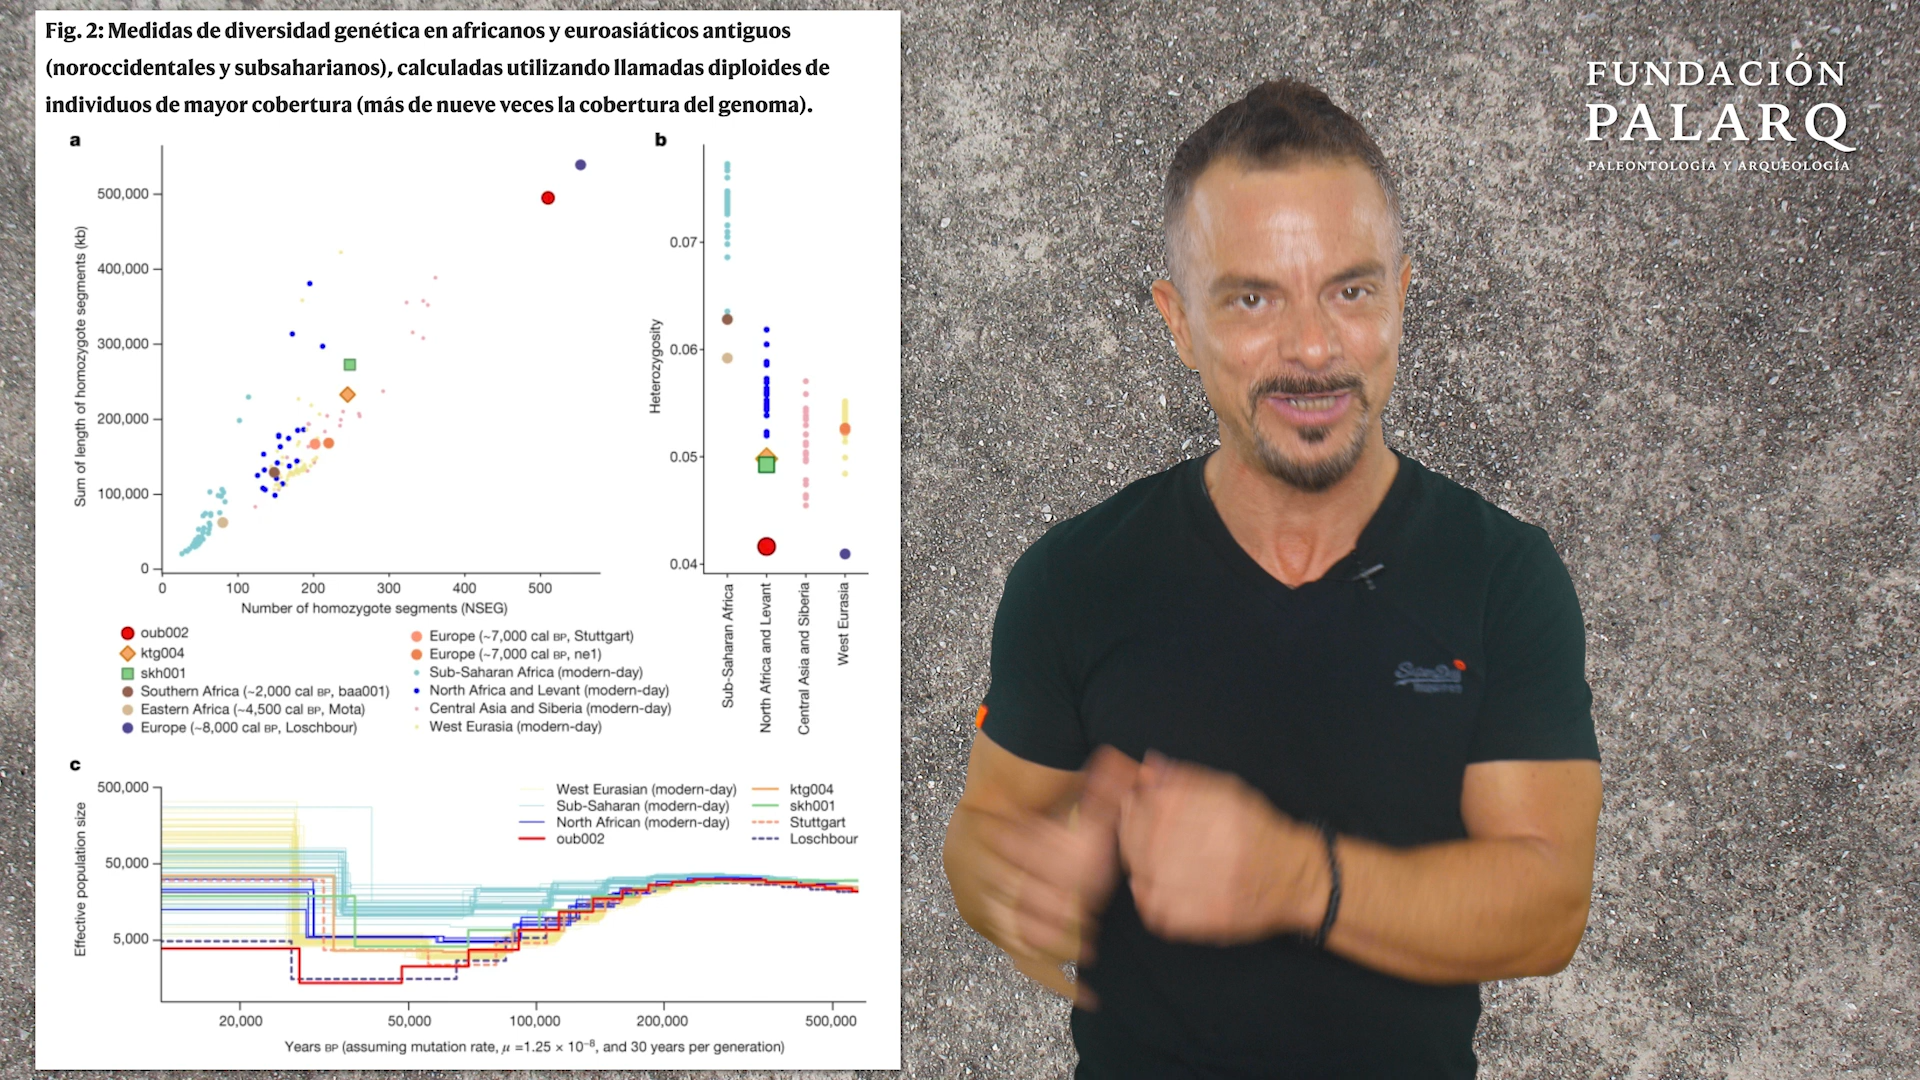 Fig. 2: Medidas de diversidad genética en africanos y euroasiáticos antiguos
(noroccidentales y subsaharianos), calculadas utilizando llamadas diploides de
individuos de mayor cobertura (más de nueve veces la cobertura del genoma).
a
Sum of length of homozygote segments (kb)
500,000
400,000
300,000
200,000
100,000
0
0 100 200 300 400 500
Number of homozygote segments (NSEG)
b
Heterozygosity
0.07
0.06
0.05
0.04
Sub-Saharan Africa
North Africa and Levant
Central Asia and Siberia
West Eurasia
oub002
ktg004
skh001
Southern Africa (~2,000 cal BP, baa001)
Eastern Africa (~4,500 cal BP, Mota)
Europe (~8,000 cal BP, Loschbour)
Europe (~7,000 cal BP, Stuttgart)
Europe (~7,000 cal BP, ne1)
Sub-Saharan Africa (modern-day)
North Africa and Levant (modern-day)
Central Asia and Siberia (modern-day)
West Eurasia (modern-day)
c
Effective population size
500,000
50,000
5,000
West Eurasian (modern-day)
Sub-Saharan (modern-day)
North African (modern-day)
oub002
ktg004
skh001
Stuttgart
Loschbour
20,000 50,000 100,000 200,000 500,000
Years BP (assuming mutation rate, μ =1.25 × 10⁻⁸, and 30 years per generation)
FUNDACIÓN
PALARQ
PALEONTOLOGÍA Y ARQUEOLOGÍA